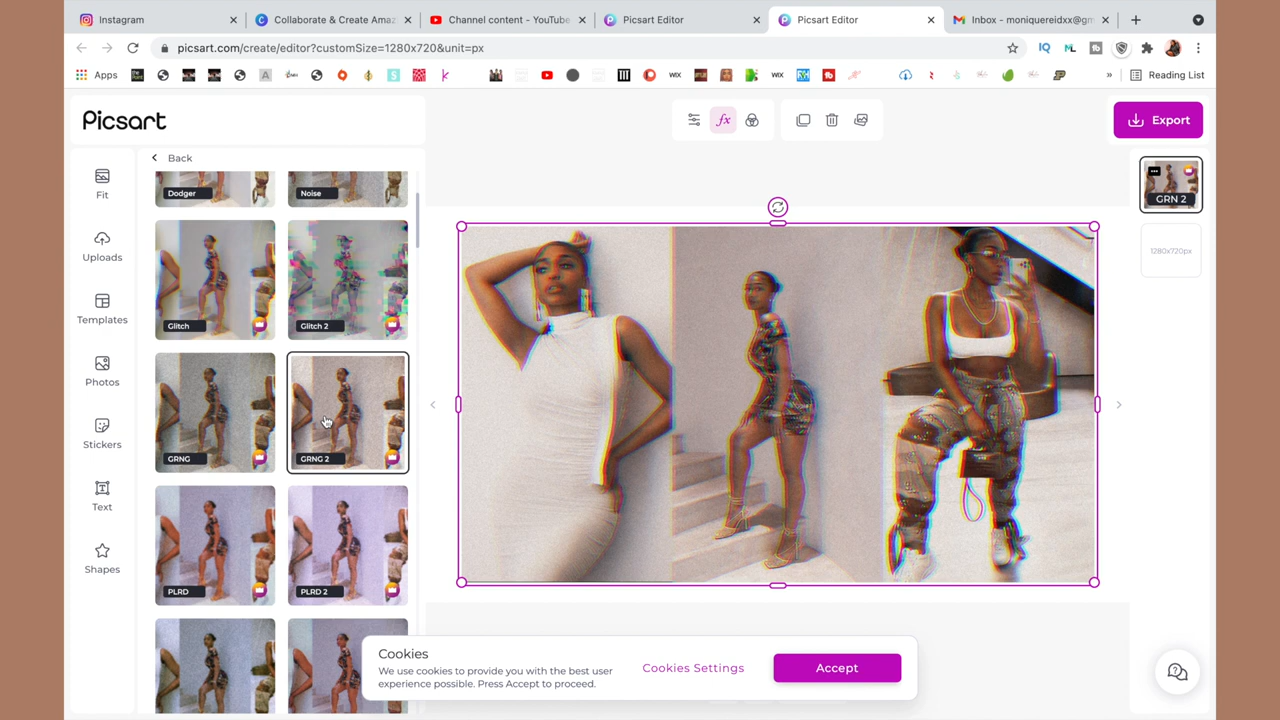 Instagram
Collaborate & Create Amaz
Channel content - YouTube
Picsart Editor
Picsart Editor
Inbox - moniquereidxx@gm
picsart.com/create/editor?customSize=1280x720&unit=px
Apps
WIX
WIX
Reading List
Picsart
Export
Back
Fit
Uploads
Templates
Photos
Stickers
Text
Shapes
Dodger
Noise
Glitch
Glitch 2
GRNG
GRNG 2
PLRD
PLRD 2
GRN 2
1280x720px
Cookies
We use cookies to provide you with the best user
experience possible. Press Accept to proceed.
Cookies Settings
Accept